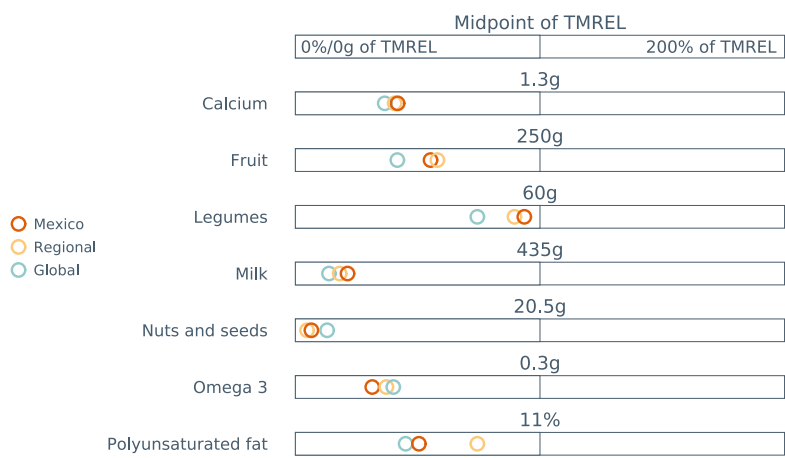 Midpoint of TMREL
0%/0g of TMREL
200% of TMREL
1.3g
Calcium
250g
Fruit
60g
Legumes
Mexico
Regional
Global
435g
Milk
20.5g
Nuts and seeds
0.3g
Omega 3
11%
Polyunsaturated fat